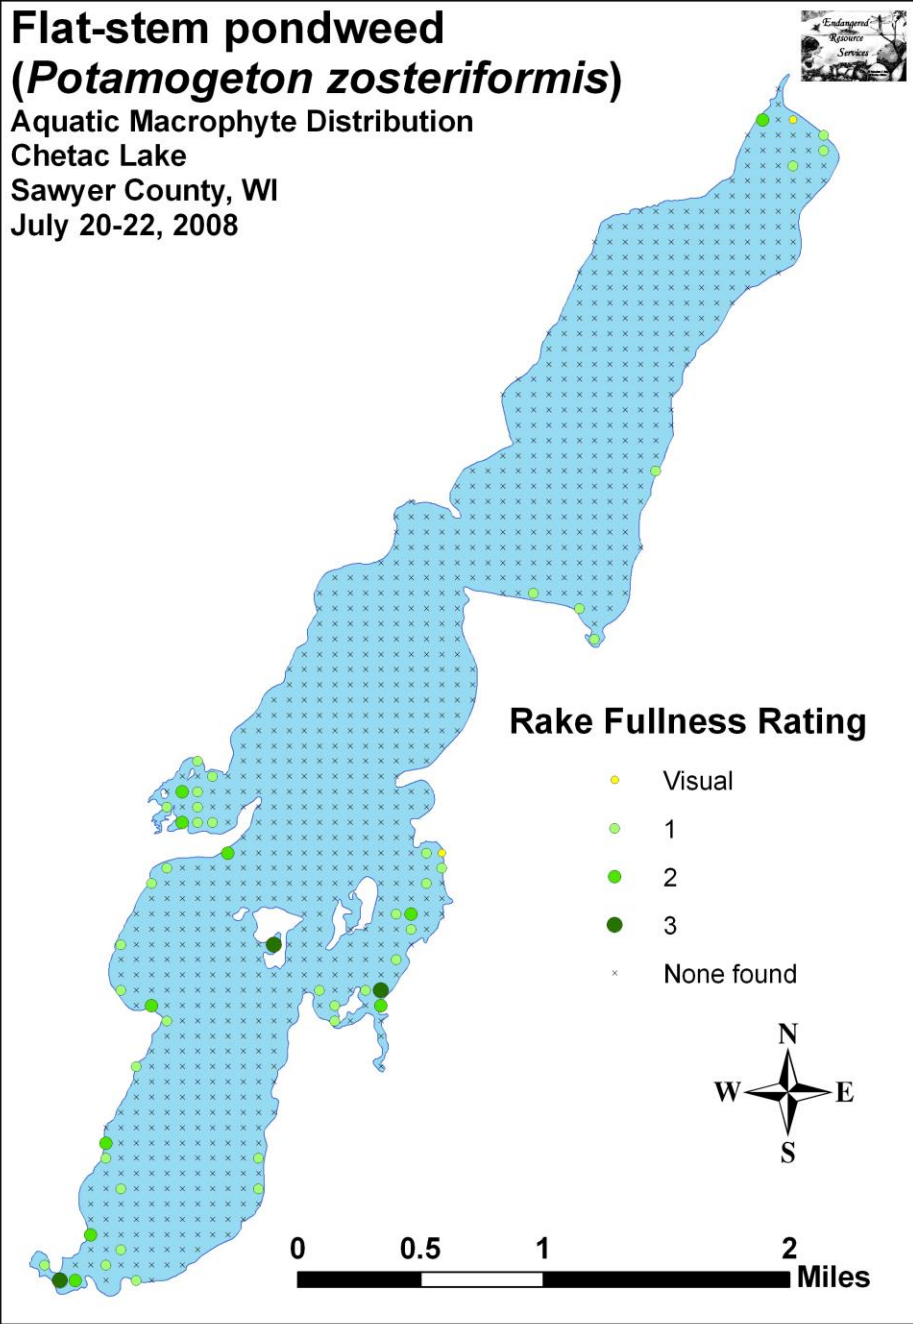 Flat-stem pondweed
(Potamogeton zosteriformis)
Aquatic Macrophyte Distribution
Chetac Lake
Sawyer County, WI
July 20-22, 2008
Endangered
Resource
Services
Rake Fullness Rating
Visual
1
2
3
None found
N
W E
S
0 0.5 1 2
Miles